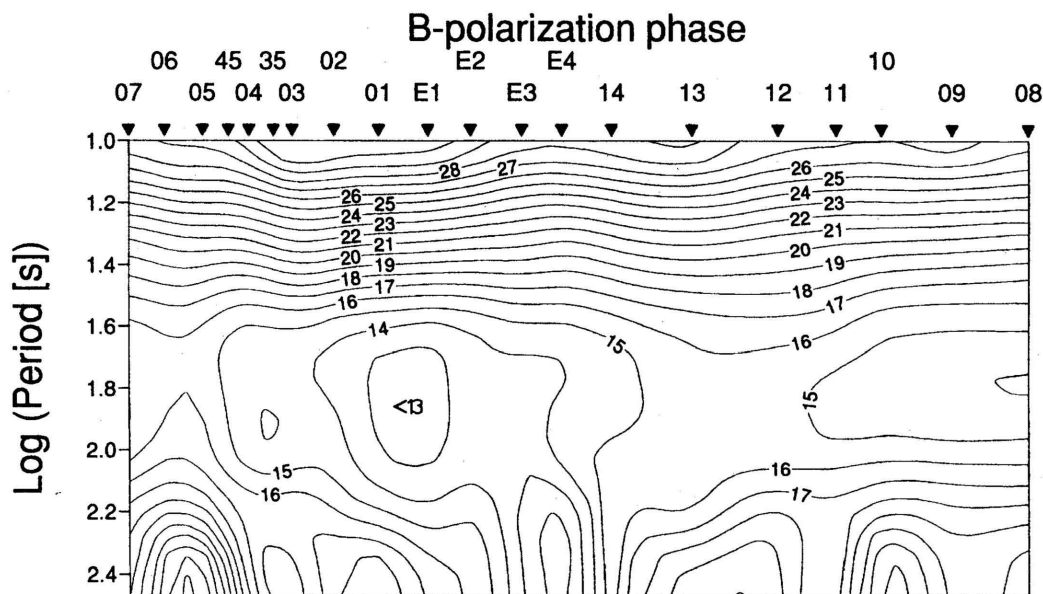 B-polarization phase
06 45 35 02 E2 E4 10
07 05 04 03 01 E1 E3 14 13 12 11 09 08
Log (Period [s])
1.0
28 27 26
1.2 26 25 25
24 23 24 23
22 21 22 21
1.4 20 19 20 19
18 17 18
16 17
1.6 14 15 16
1.8 <13 15
2.0 15 16
2.2 16 17
2.4